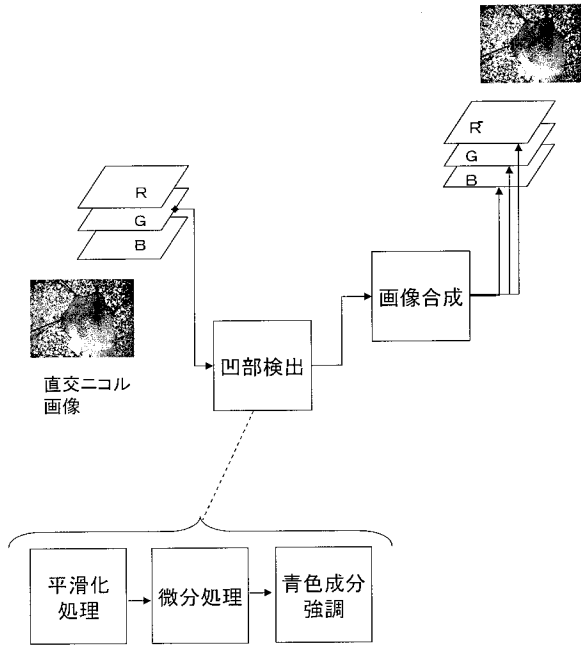 R
G
B
R
G
B
画像合成
凹部検出
直交ニコル
画像
平滑化
処理
微分処理
青色成分
強調